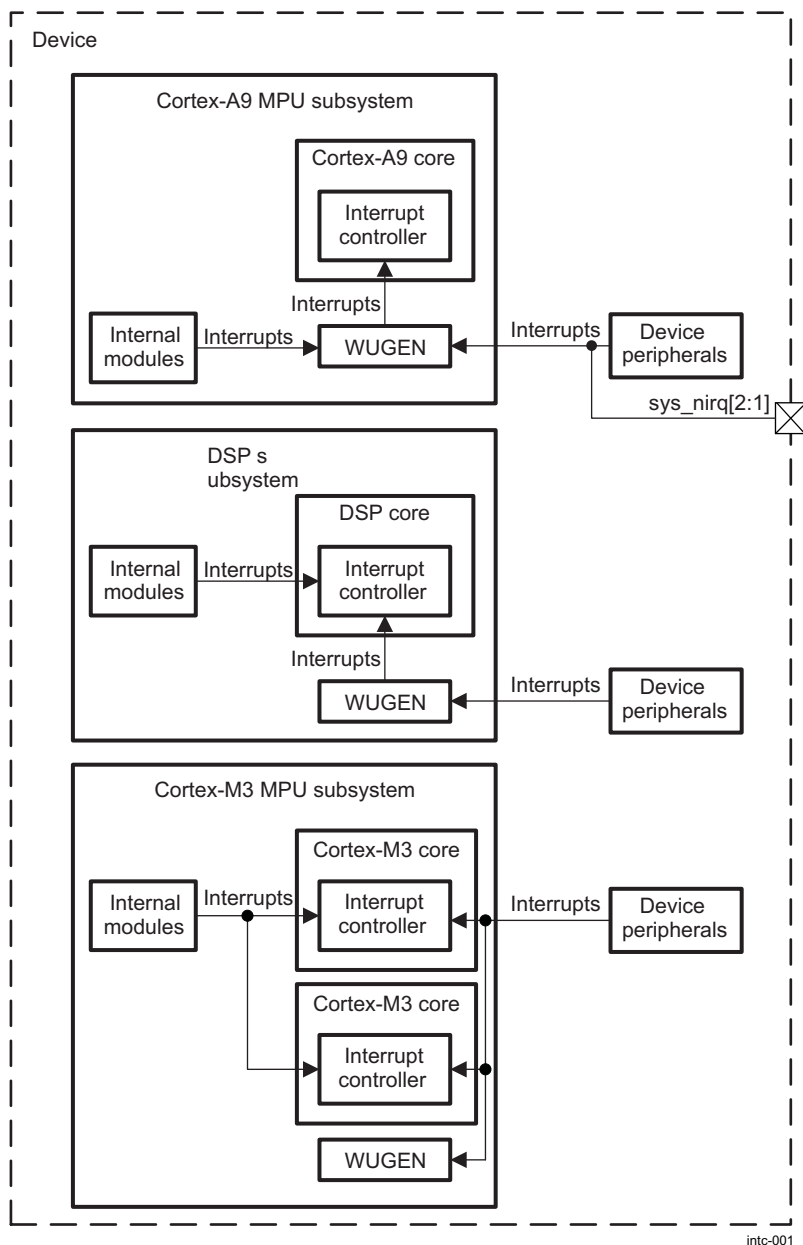 Device
Cortex-A9 MPU subsystem
Cortex-A9 core
Interrupt
controller
Interrupts
Internal
modules
Interrupts
WUGEN
Interrupts
Device
peripherals
sys_nirq[2:1]
DSP s
ubsystem
DSP core
Internal
modules
Interrupts
Interrupt
controller
Interrupts
WUGEN
Interrupts
Device
peripherals
Cortex-M3 MPU subsystem
Cortex-M3 core
Internal
modules
Interrupts
Interrupt
controller
Interrupts
Device
peripherals
Cortex-M3 core
Interrupt
controller
WUGEN
intc-001